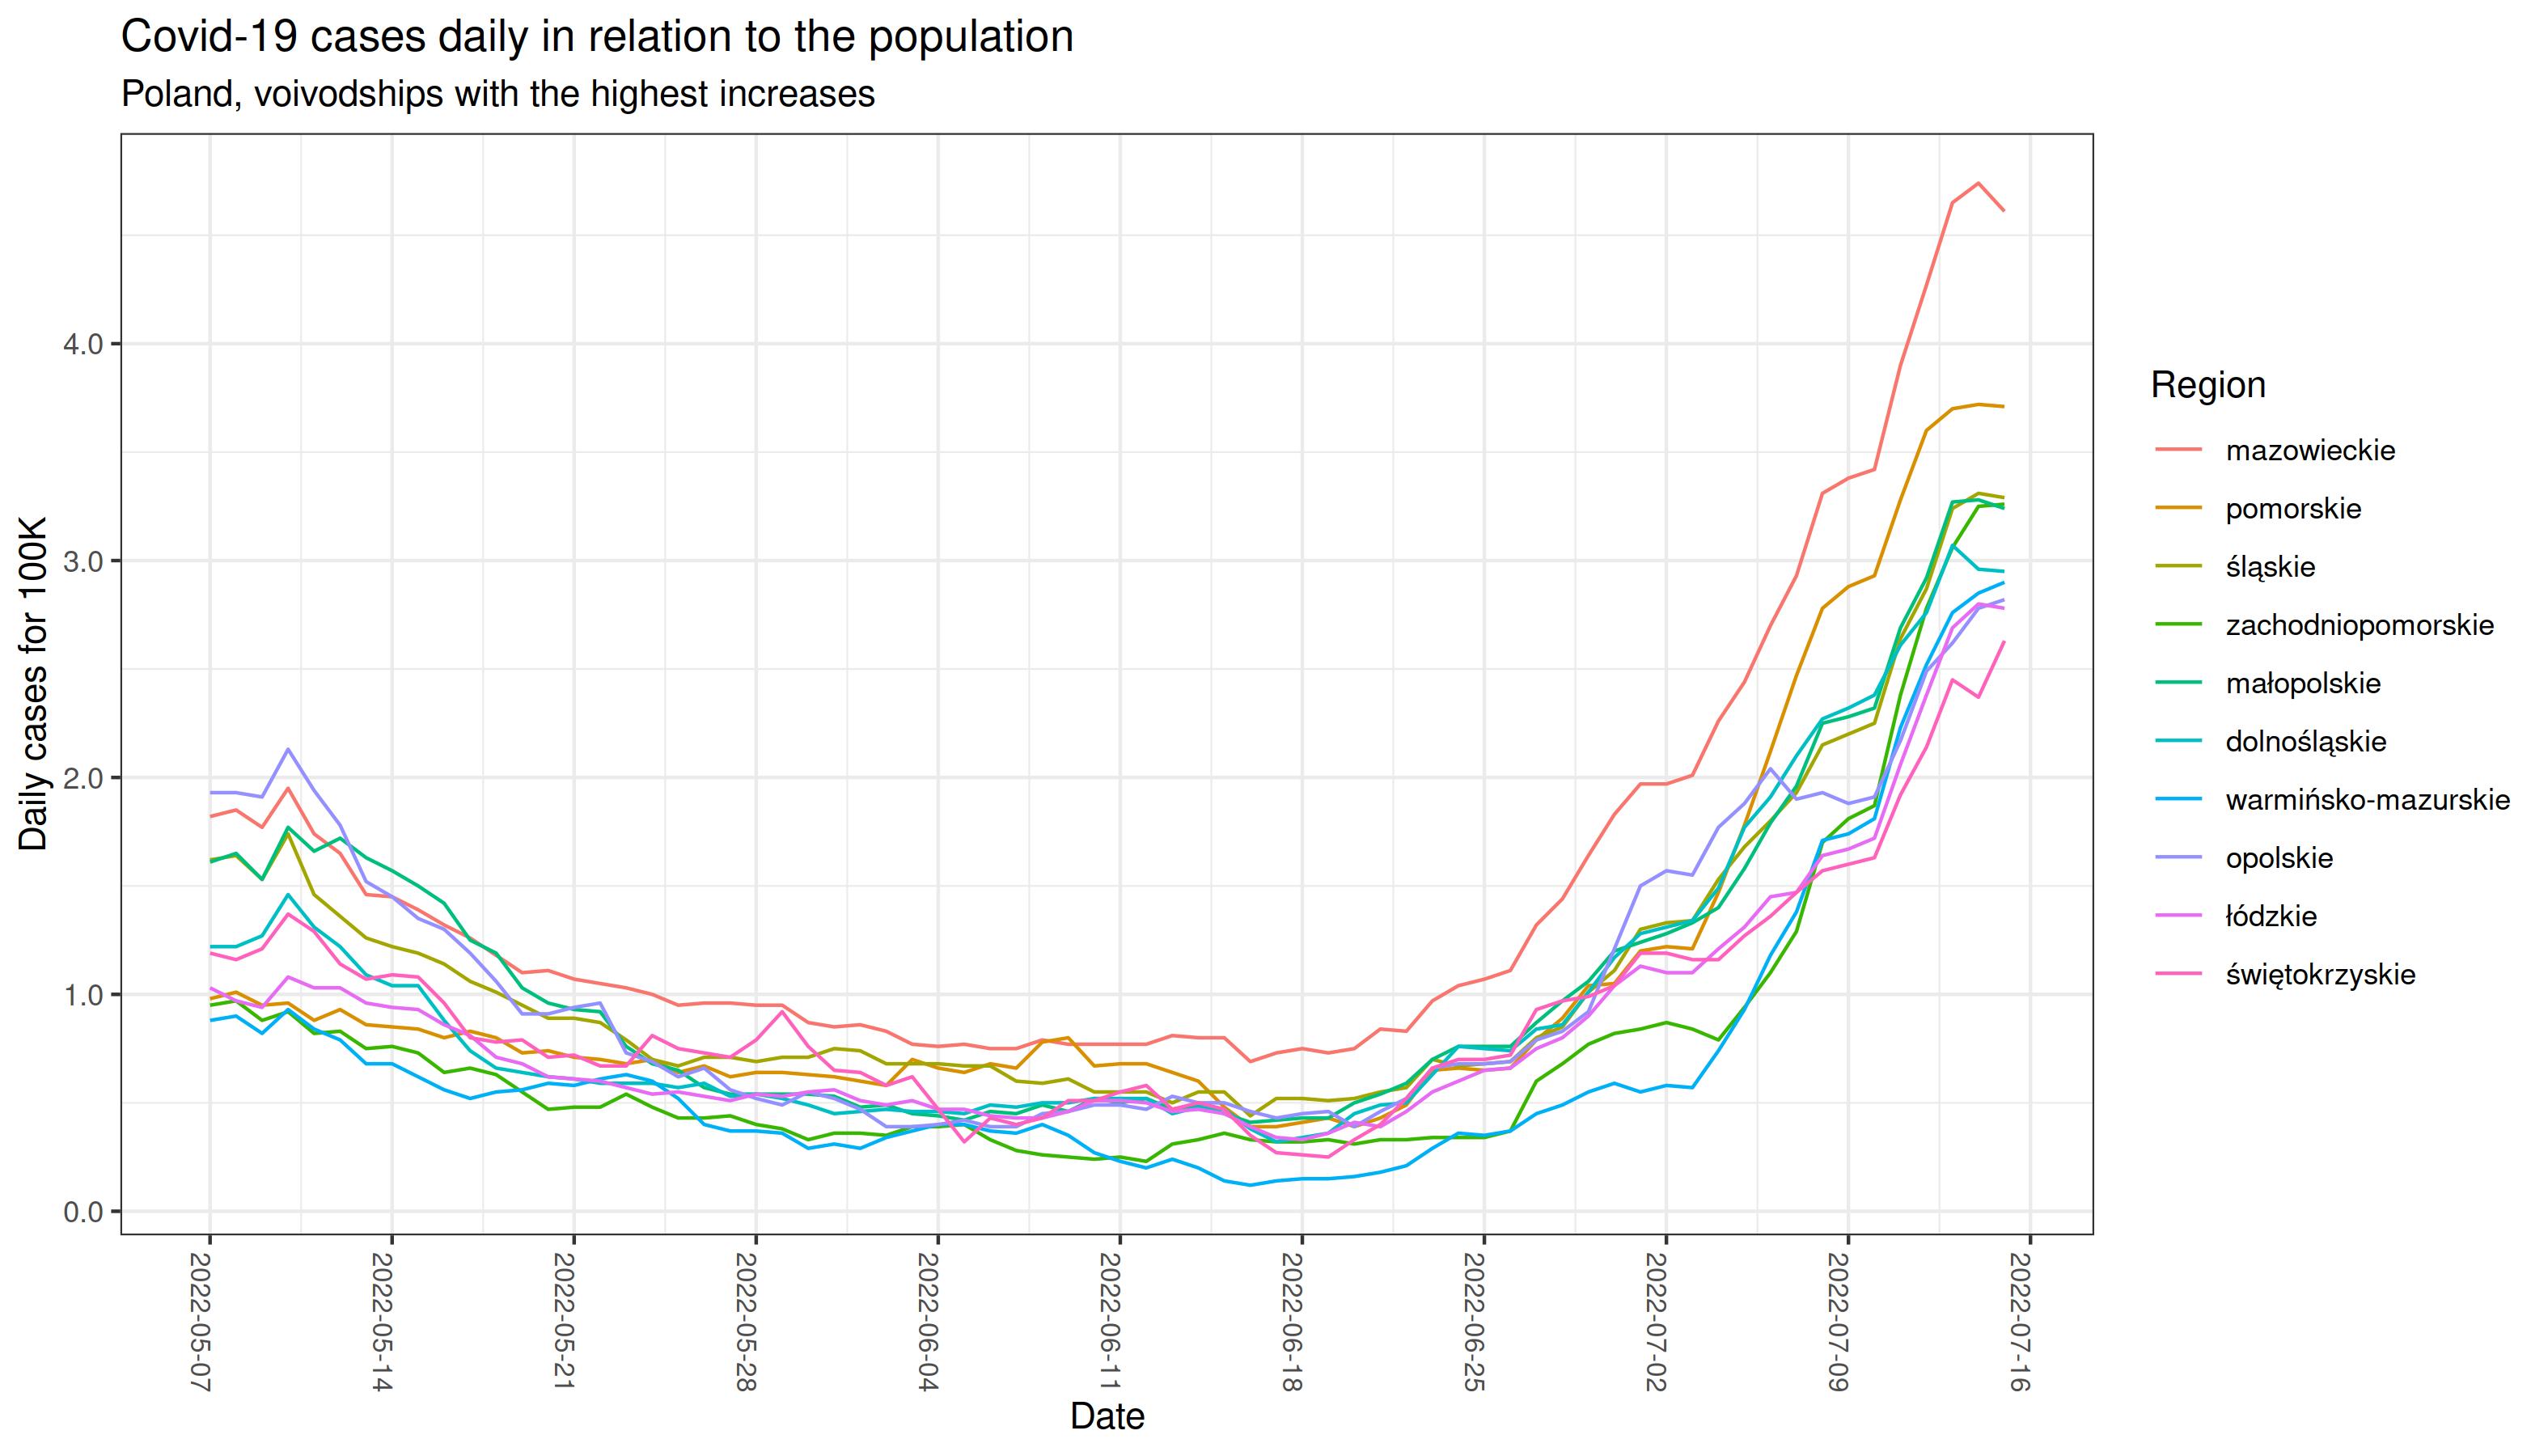 Covid-19 cases daily in relation to the population
Poland, voivodships with the highest increases
Daily cases for 100K
4.0
3.0
2.0
1.0
0.0
2022-05-07
2022-05-14
2022-05-21
2022-05-28
2022-06-04
2022-06-11
2022-06-18
2022-06-25
2022-07-02
2022-07-09
2022-07-16
Date
Region
mazowieckie
pomorskie
śląskie
zachodniopomorskie
małopolskie
dolnośląskie
warmińsko-mazurskie
opolskie
łódzkie
świętokrzyskie